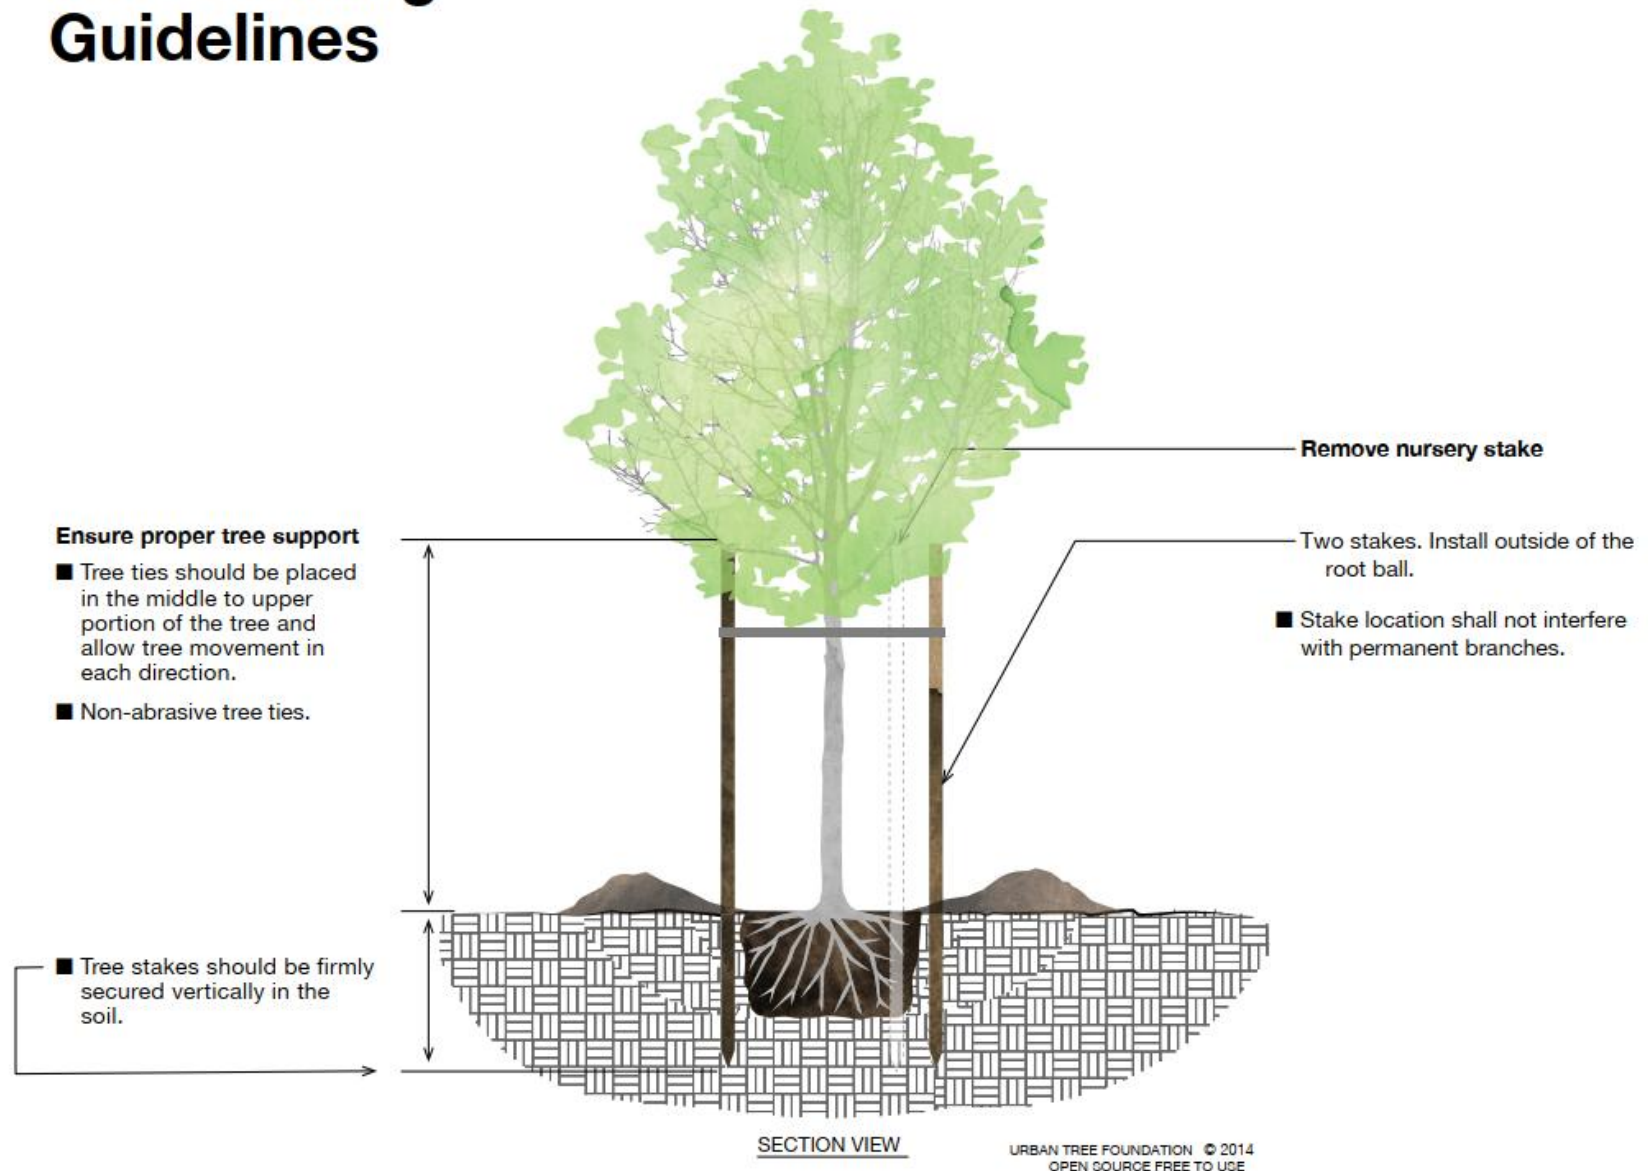 Guidelines
Remove nursery stake
Ensure proper tree support
■ Tree ties should be placed
in the middle to upper
portion of the tree and
allow tree movement in
each direction.
■ Non-abrasive tree ties.
Two stakes. Install outside of the
root ball.
■ Stake location shall not interfere
with permanent branches.
■ Tree stakes should be firmly
secured vertically in the
soil.
SECTION VIEW
URBAN TREE FOUNDATION © 2014
OPEN SOURCE FREE TO USE